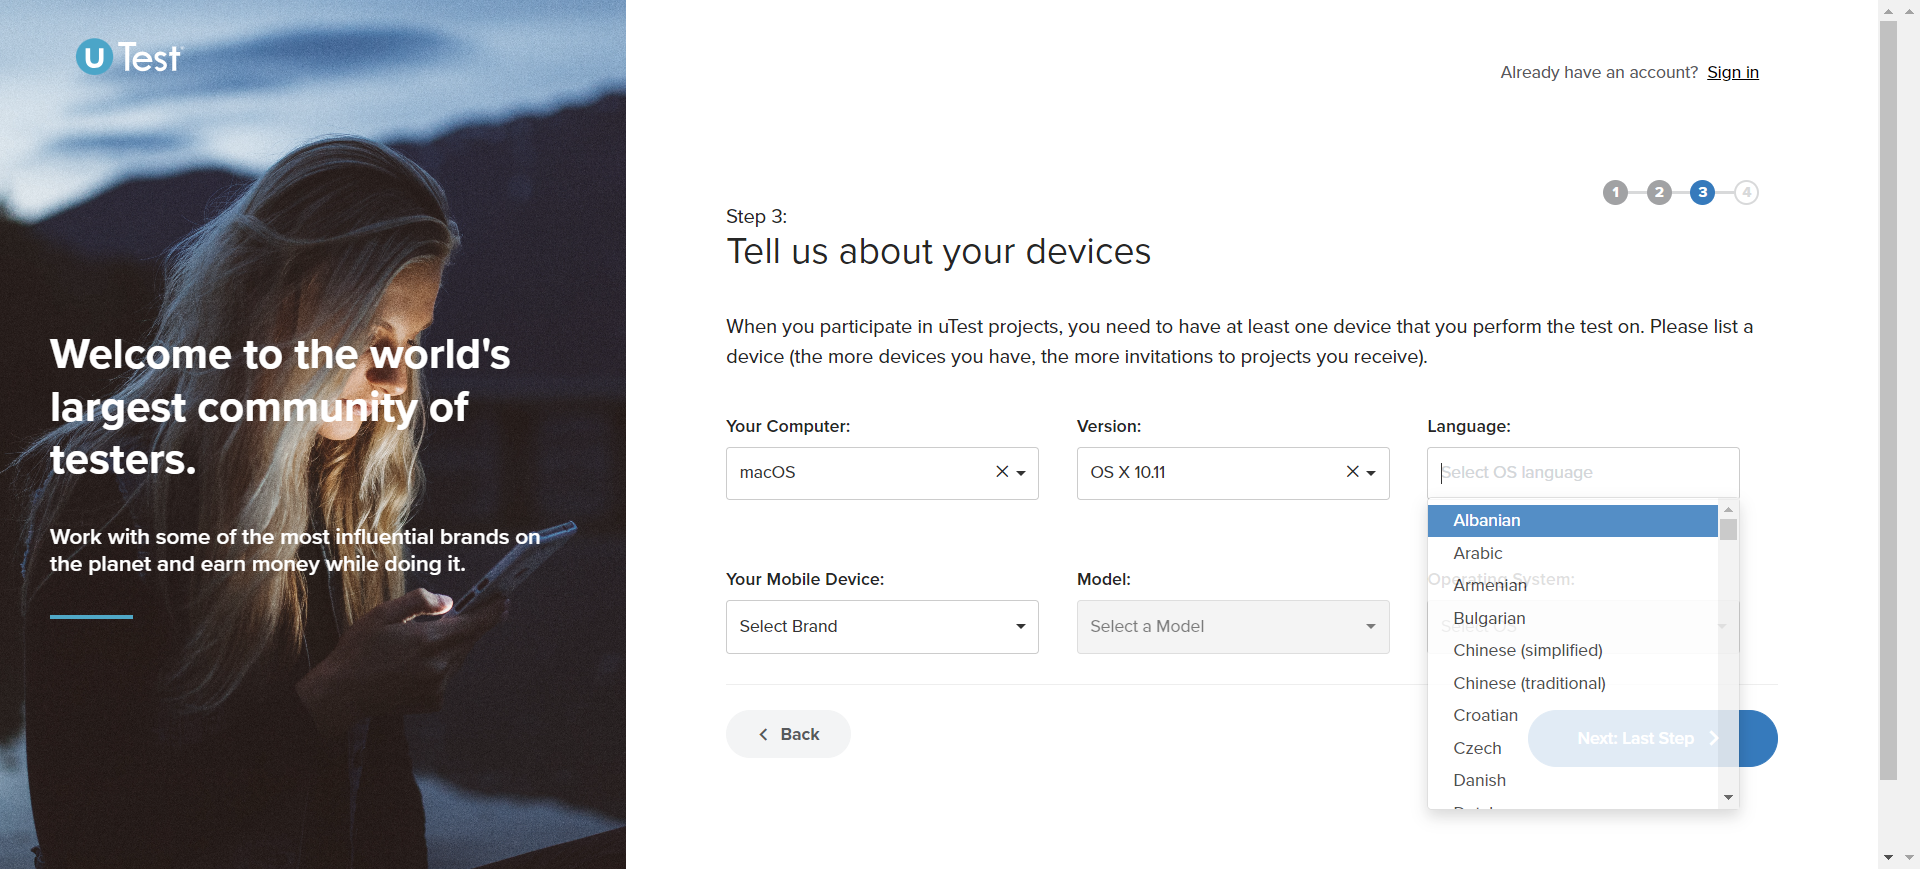 U Test
Welcome to the world's
largest community of
testers.
Work with some of the most influential brands on
the planet and earn money while doing it.
Already have an account? Sign in
1 2 3 4
Step 3:
Tell us about your devices
When you participate in uTest projects, you need to have at least one device that you perform the test on. Please list a
device (the more devices you have, the more invitations to projects you receive).
Your Computer: Version: Language:
macOS OS X 10.11 Select OS language
Albanian
Arabic
Your Mobile Device: Model: Operating System:
Armenian
Select Brand Select a Model Select OS
Bulgarian
Chinese (simplified)
Chinese (traditional)
Croatian
Back Next: Last Step
Czech
Danish